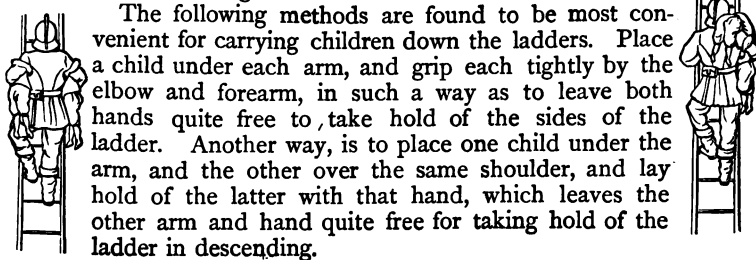 The following methods are found to be most con-
venient for carrying children down the ladders. Place
a child under each arm, and grip each tightly by the
elbow and forearm, in such a way as to leave both
hands quite free to take hold of the sides of the
ladder. Another way, is to place one child under the
arm, and the other over the same shoulder, and lay
hold of the latter with that hand, which leaves the
other arm and hand quite free for taking hold of the
ladder in descending.